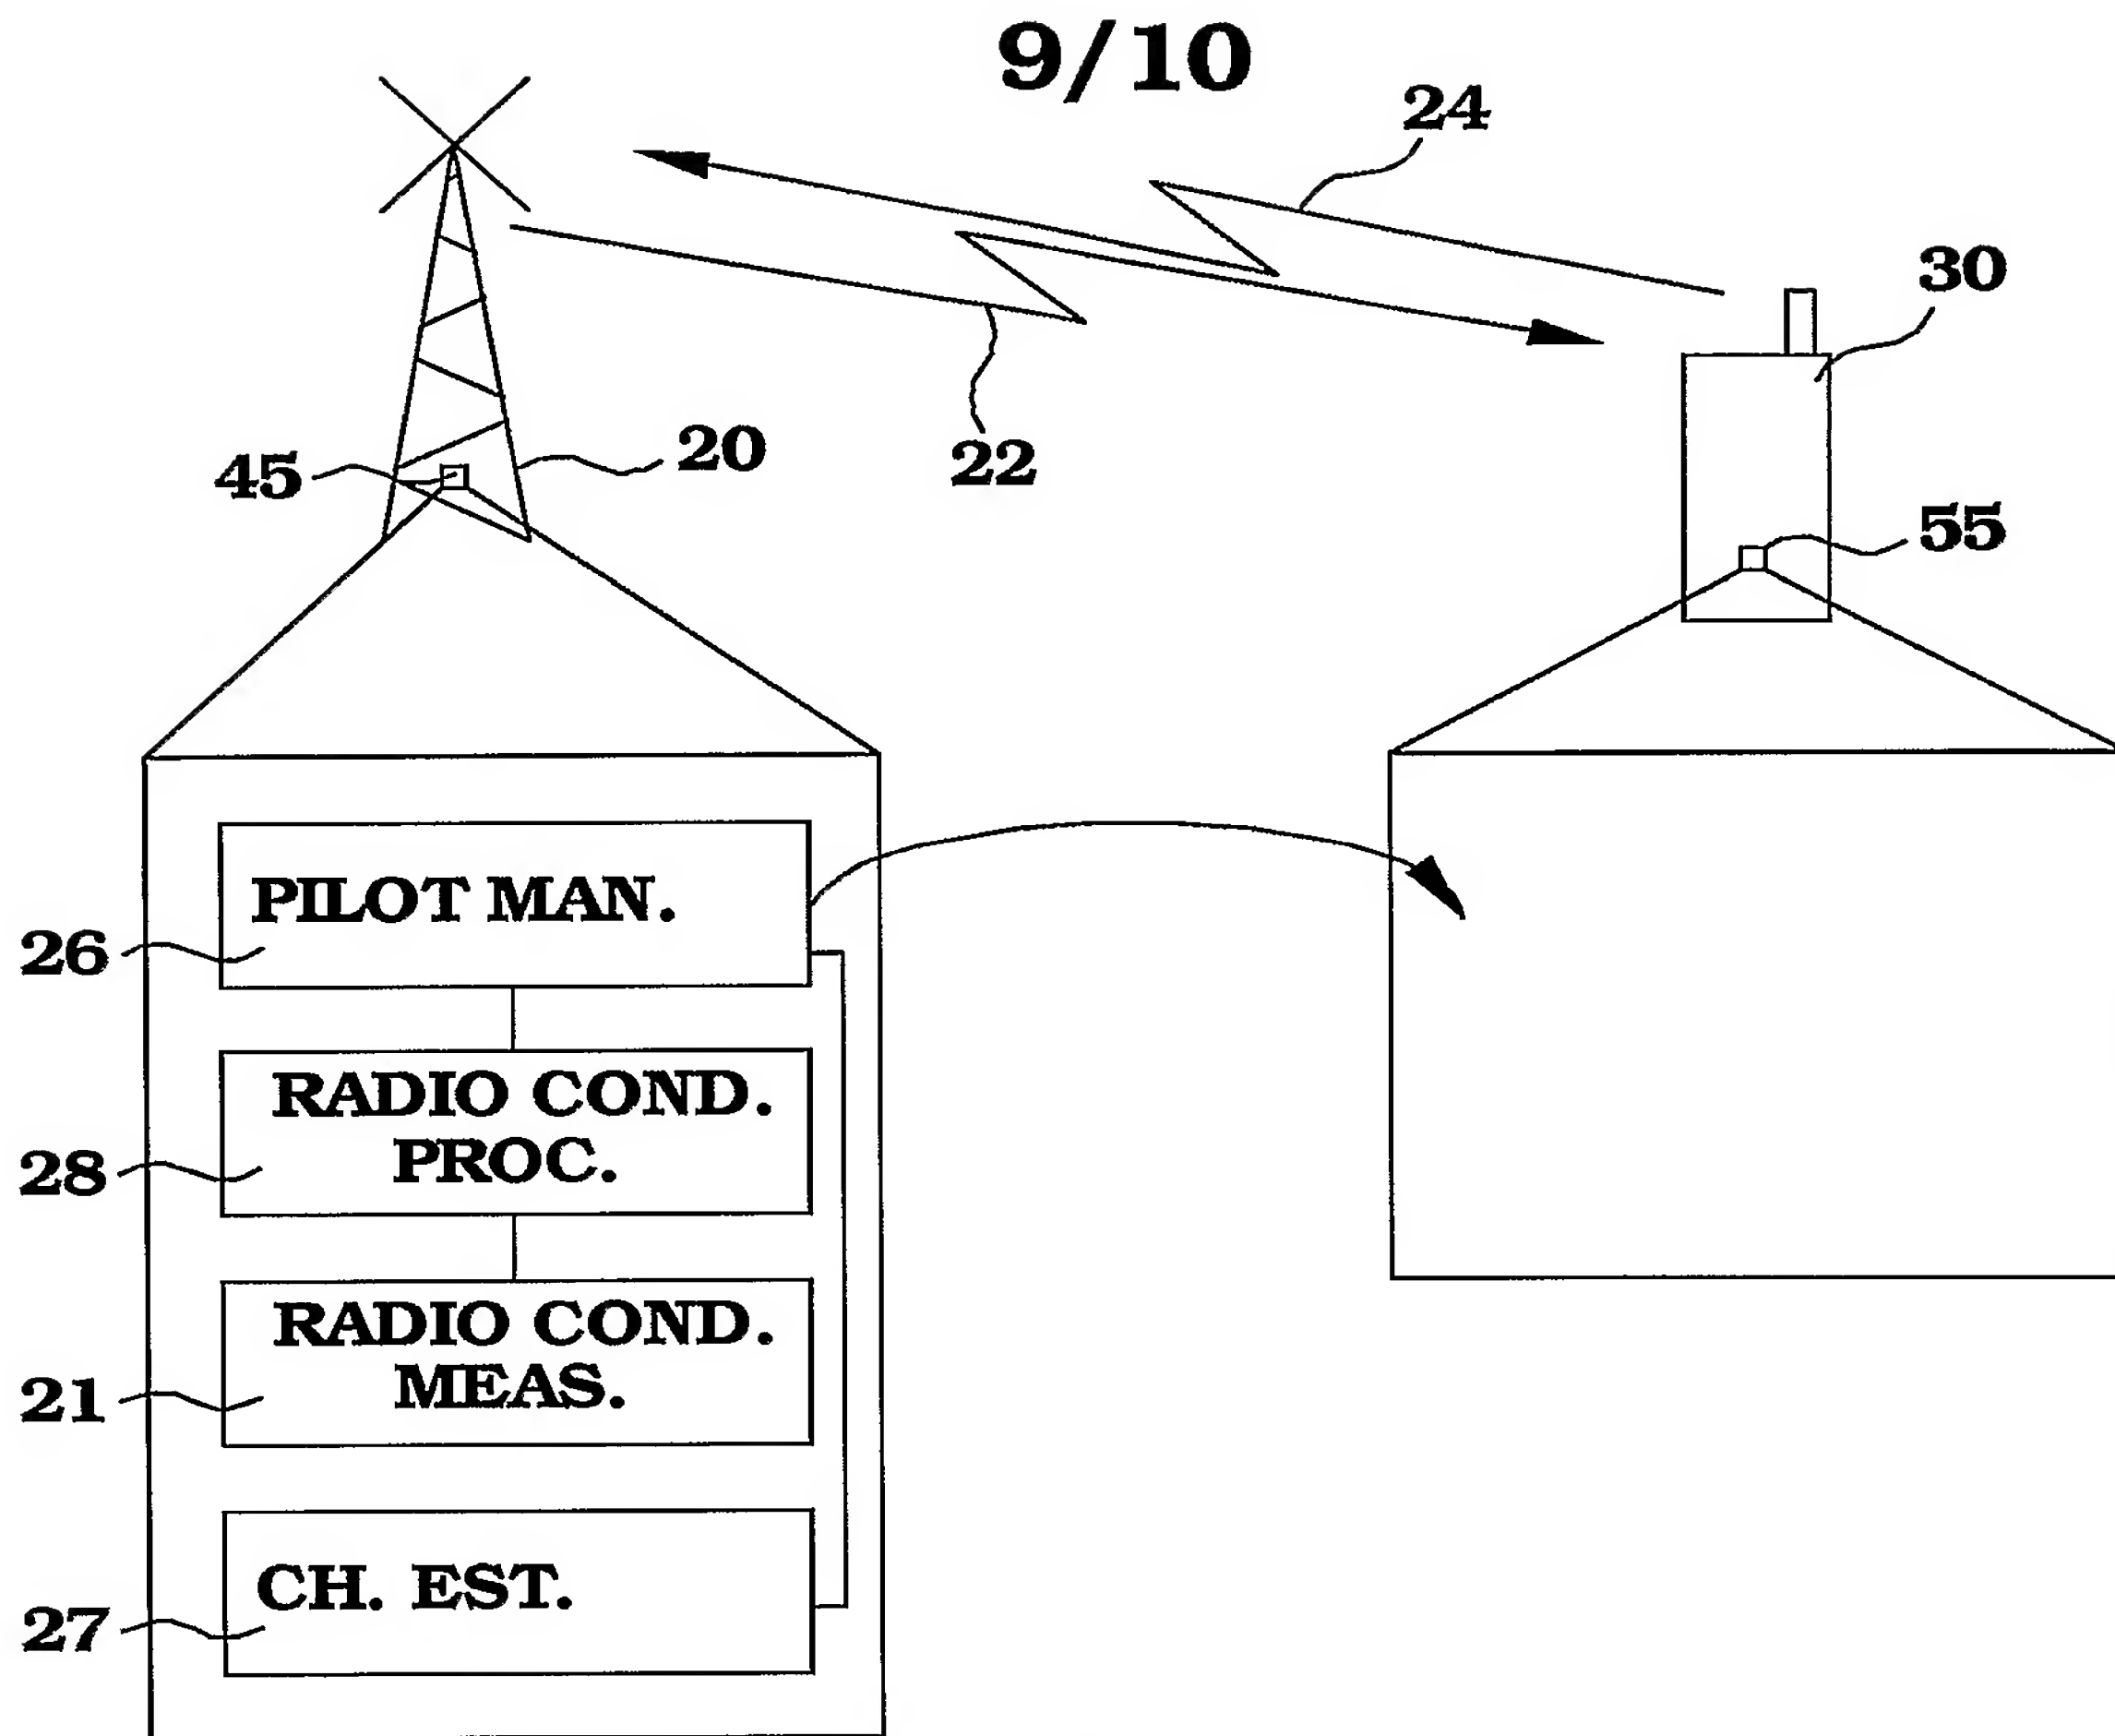 9/10
24
30
45
20
22
55
PILOT MAN.
26
RADIO COND.
PROC.
28
RADIO COND.
MEAS.
21
CH. EST.
27